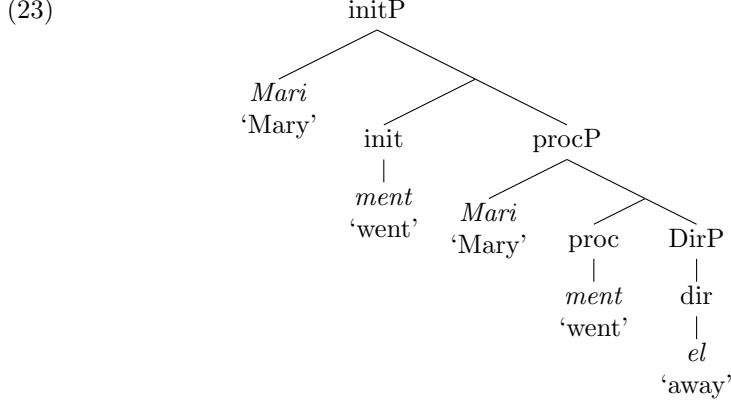 (23)
initP
Mari
‘Mary’
init
procP
ment
‘went’
Mari
‘Mary’
proc
DirP
ment
‘went’
dir
el
‘away’